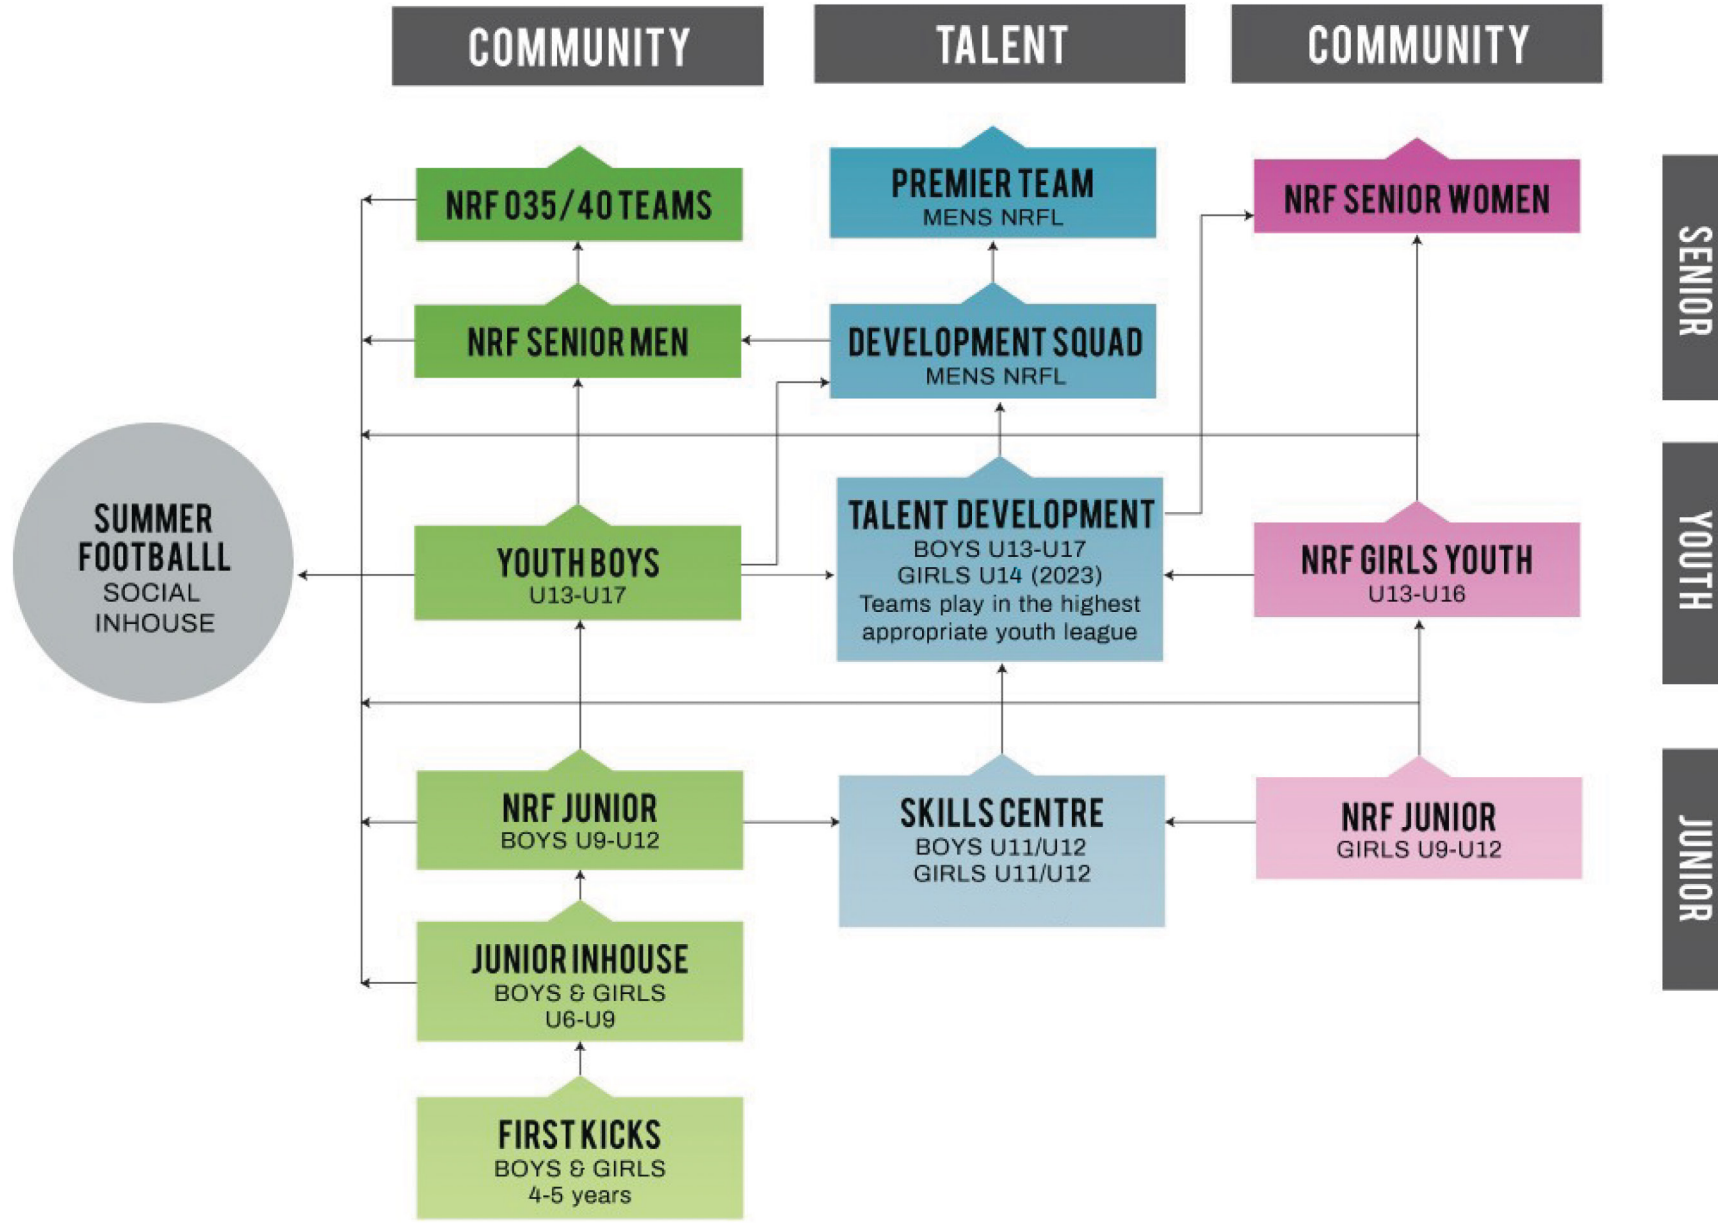 COMMUNITY
TALENT
COMMUNITY
NRF O35/40 TEAMS
PREMIER TEAM
MENS NRFL
NRF SENIOR WOMEN
SENIOR
NRF SENIOR MEN
DEVELOPMENT SQUAD
MENS NRFL
SUMMER
FOOTBALLL
SOCIAL
INHOUSE
YOUTH BOYS
U13-U17
TALENT DEVELOPMENT
BOYS U13-U17
GIRLS U14 (2023)
Teams play in the highest
appropriate youth league
NRF GIRLS YOUTH
U13-U16
YOUTH
NRF JUNIOR
BOYS U9-U12
SKILLS CENTRE
BOYS U11/U12
GIRLS U11/U12
NRF JUNIOR
GIRLS U9-U12
JUNIOR
JUNIOR INHOUSE
BOYS & GIRLS
U6-U9
FIRST KICKS
BOYS & GIRLS
4-5 years